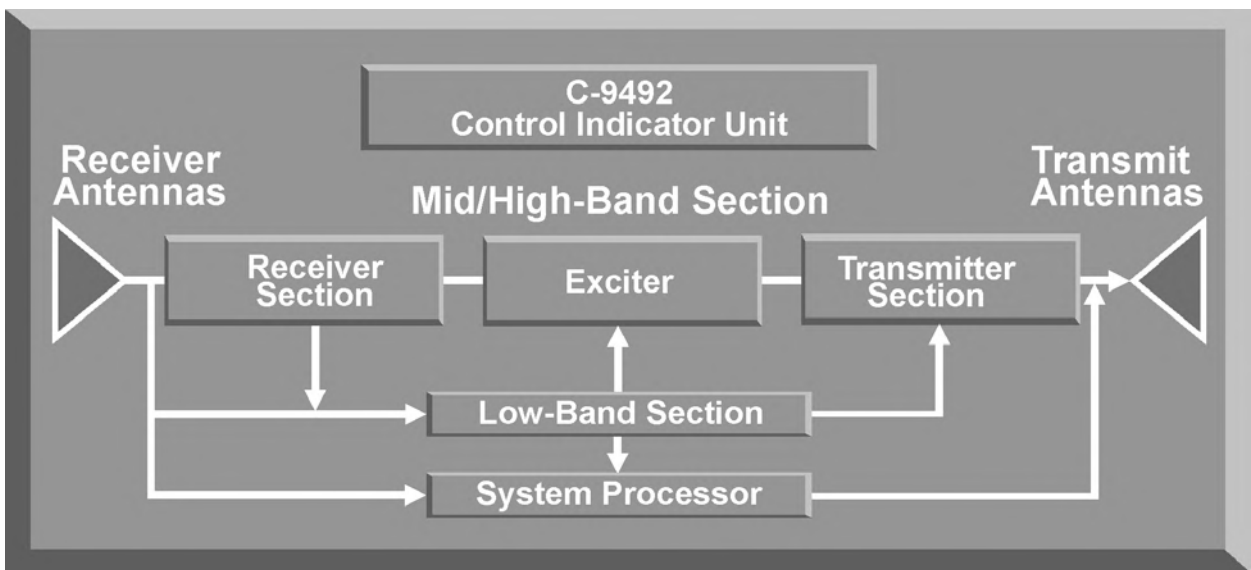 C-9492
Control Indicator Unit
Receiver
Antennas
Transmit
Antennas
Mid/High-Band Section
Receiver
Section
Exciter
Transmitter
Section
Low-Band Section
System Processor